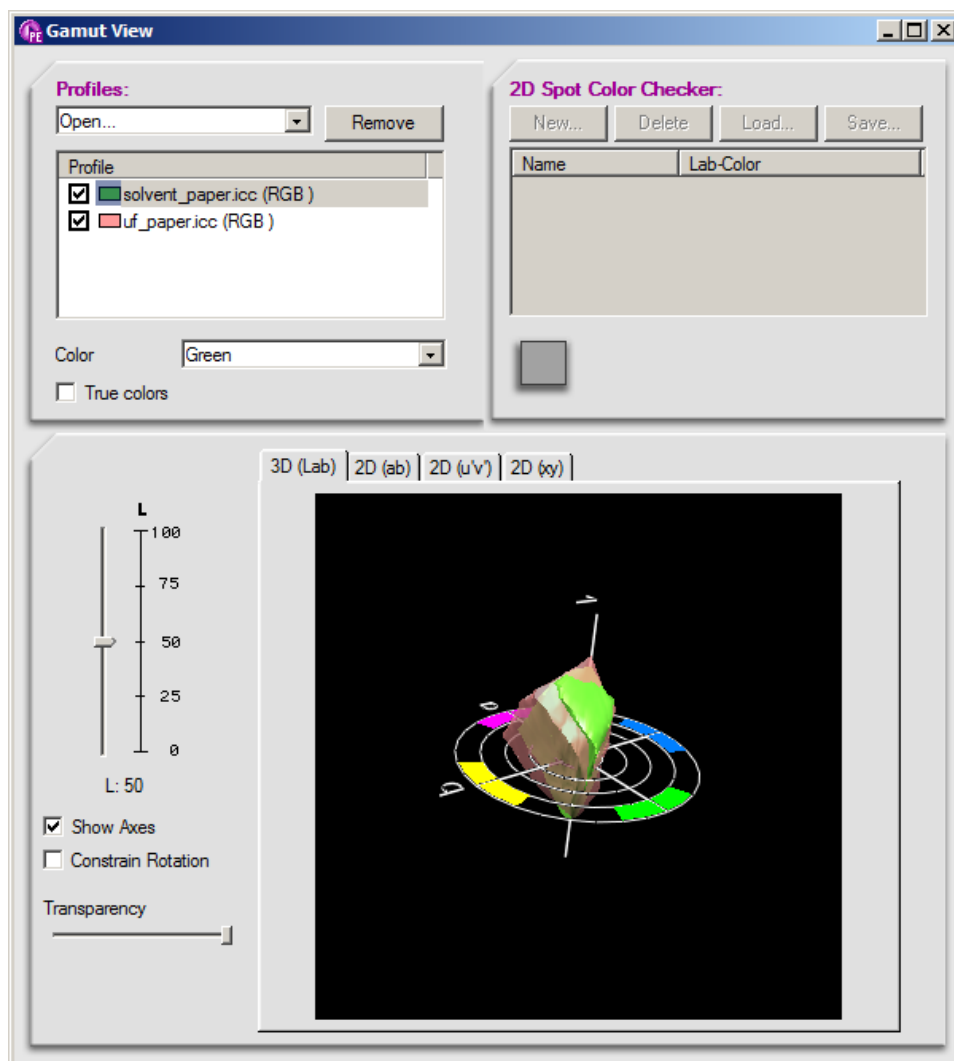 PE Gamut View
Profiles:
Open...
Remove
Profile
solvent_paper.icc (RGB )
uf_paper.icc (RGB )
Color
Green
True colors
2D Spot Color Checker:
New...
Delete
Load...
Save...
Name
Lab-Color
3D (Lab)
2D (ab)
2D (u'v')
2D (xy)
L
100
75
50
25
0
L: 50
Show Axes
Constrain Rotation
Transparency
a
b